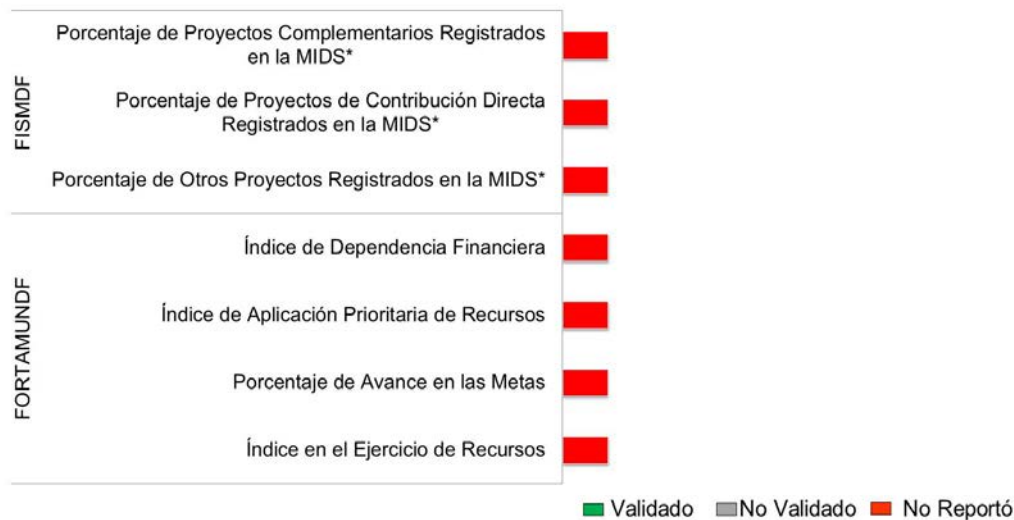 FISMDF
Porcentaje de Proyectos Complementarios Registrados
en la MIDS*
Porcentaje de Proyectos de Contribución Directa
Registrados en la MIDS*
Porcentaje de Otros Proyectos Registrados en la MIDS*
FORTAMUNDF
Índice de Dependencia Financiera
Índice de Aplicación Prioritaria de Recursos
Porcentaje de Avance en las Metas
Índice en el Ejercicio de Recursos
Validado No Validado No Reportó